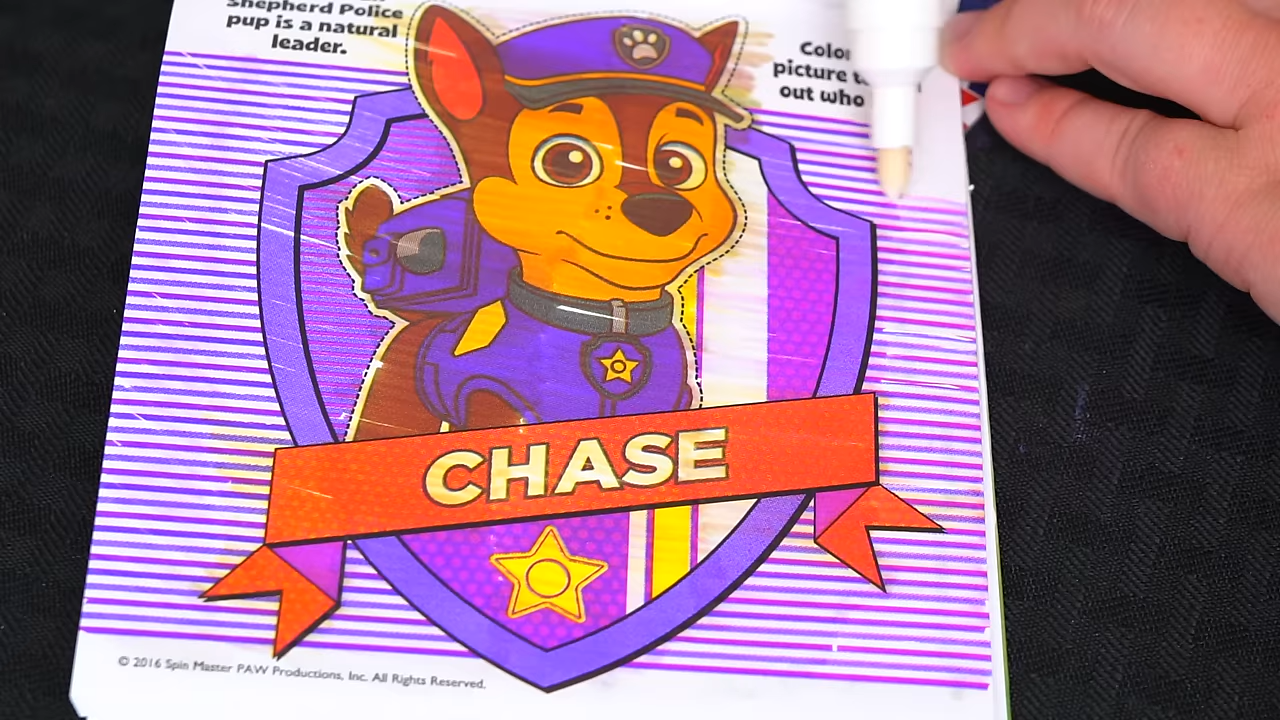 Shepherd Police
pup is a natural
leader.
picture
out who
CHASE
© 2016 Spin Master PAW Productions, Inc. All Rights Reserved.